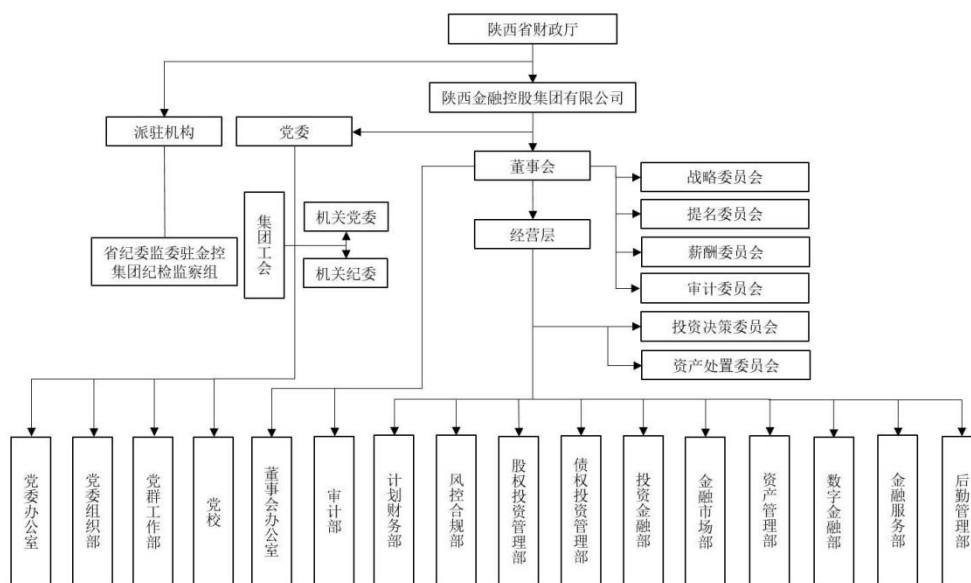 陕西省财政厅
陕西金融控股集团有限公司
派驻机构
党委
董事会
战略委员会
提名委员会
集团工会
机关党委
经营层
省纪委监委驻金控
集团纪检监察组
薪酬委员会
机关纪委
审计委员会
投资决策委员会
资产处置委员会
党委办公室
党委组织部
党群工作部
党校
董事会办公室
审计部
计划财务部
风控合规部
股权投资管理部
债权投资管理部
投资金融部
金融市场部
资产管理部
数字金融部
金融服务部
后勤管理部